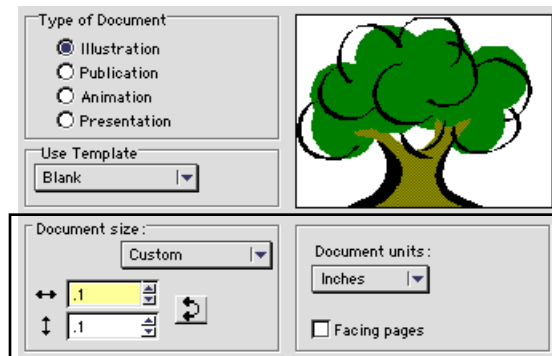 Type of Document
Illustration
Publication
Animation
Presentation
Use Template
Blank
Document size:
Custom
.1
.1
Document units:
Inches
Facing pages